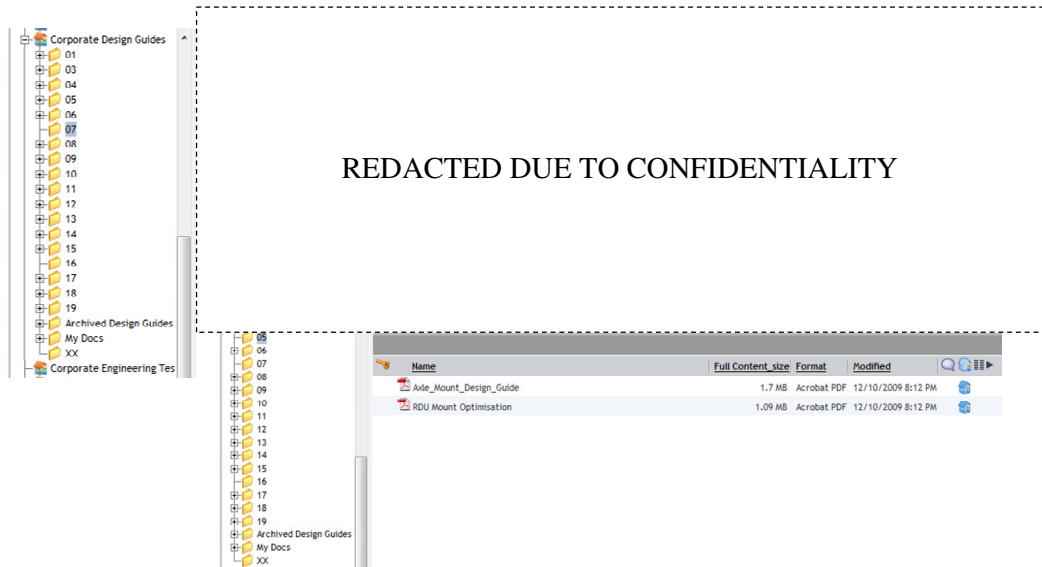 Corporate Design Guides
01
03
04
05
06
07
08
09
10
11
12
13
14
15
16
17
18
19
Archived Design Guides
My Docs
XX
Corporate Engineering Tes
REDACTED DUE TO CONFIDENTIALITY
05
06
07
08
09
10
11
12
13
14
15
16
17
18
19
Archived Design Guides
My Docs
XX
Name Full Content_size Format Modified
Axle_Mount_Design_Guide 1.7 MB Acrobat PDF 12/10/2009 8:12 PM
RDU Mount Optimisation 1.09 MB Acrobat PDF 12/10/2009 8:12 PM